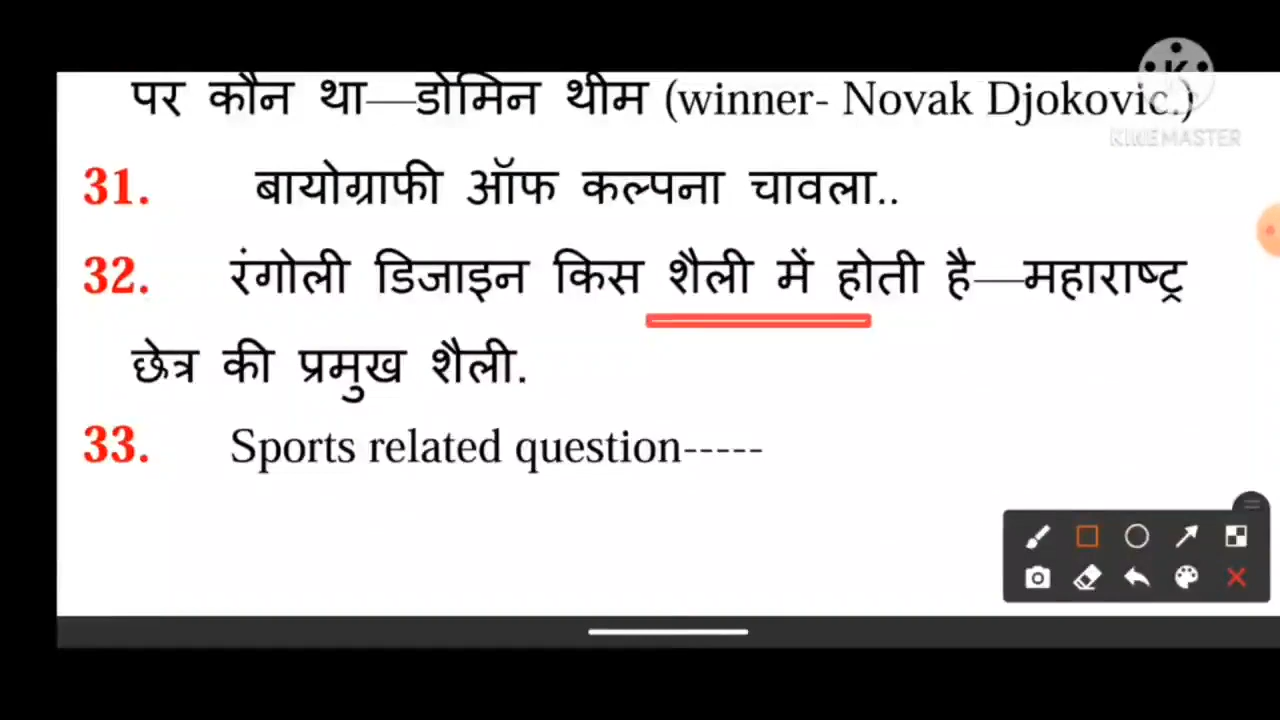 पर कौन था—डोमिन थीम (winner- Novak Djokovic.)
KINEMASTER
31. बायोग्राफी ऑफ कल्पना चावला..
32. रंगोली डिजाइन किस शैली में होती है—महाराष्ट्र
छेत्र की प्रमुख शैली.
33. Sports related question-----